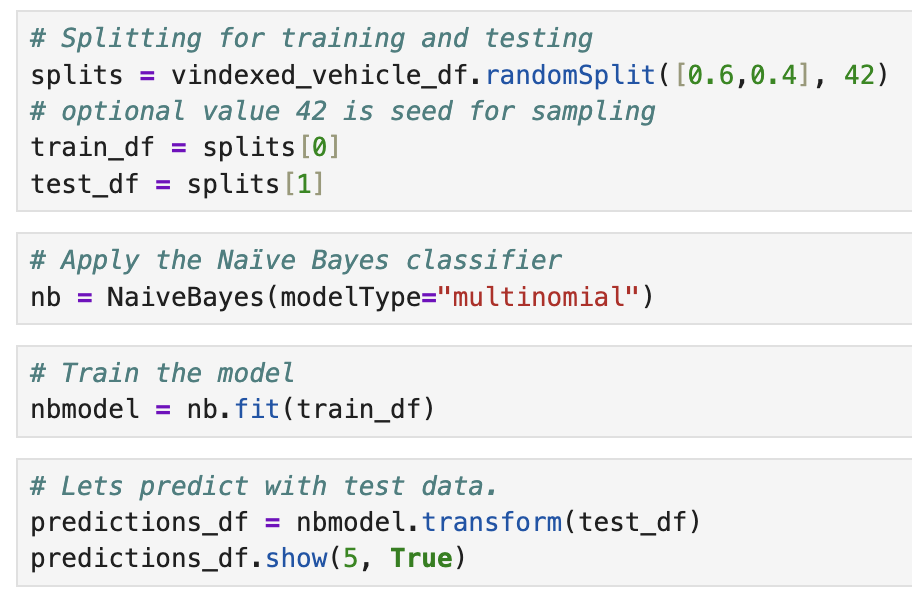 # Splitting for training and testing
splits = vindexed_vehicle_df.randomSplit([0.6,0.4], 42)
# optional value 42 is seed for sampling
train_df = splits[0]
test_df = splits[1]
# Apply the Naïve Bayes classifier
nb = NaiveBayes(modelType="multinomial")
# Train the model
nbmodel = nb.fit(train_df)
# Lets predict with test data.
predictions_df = nbmodel.transform(test_df)
predictions_df.show(5, True)